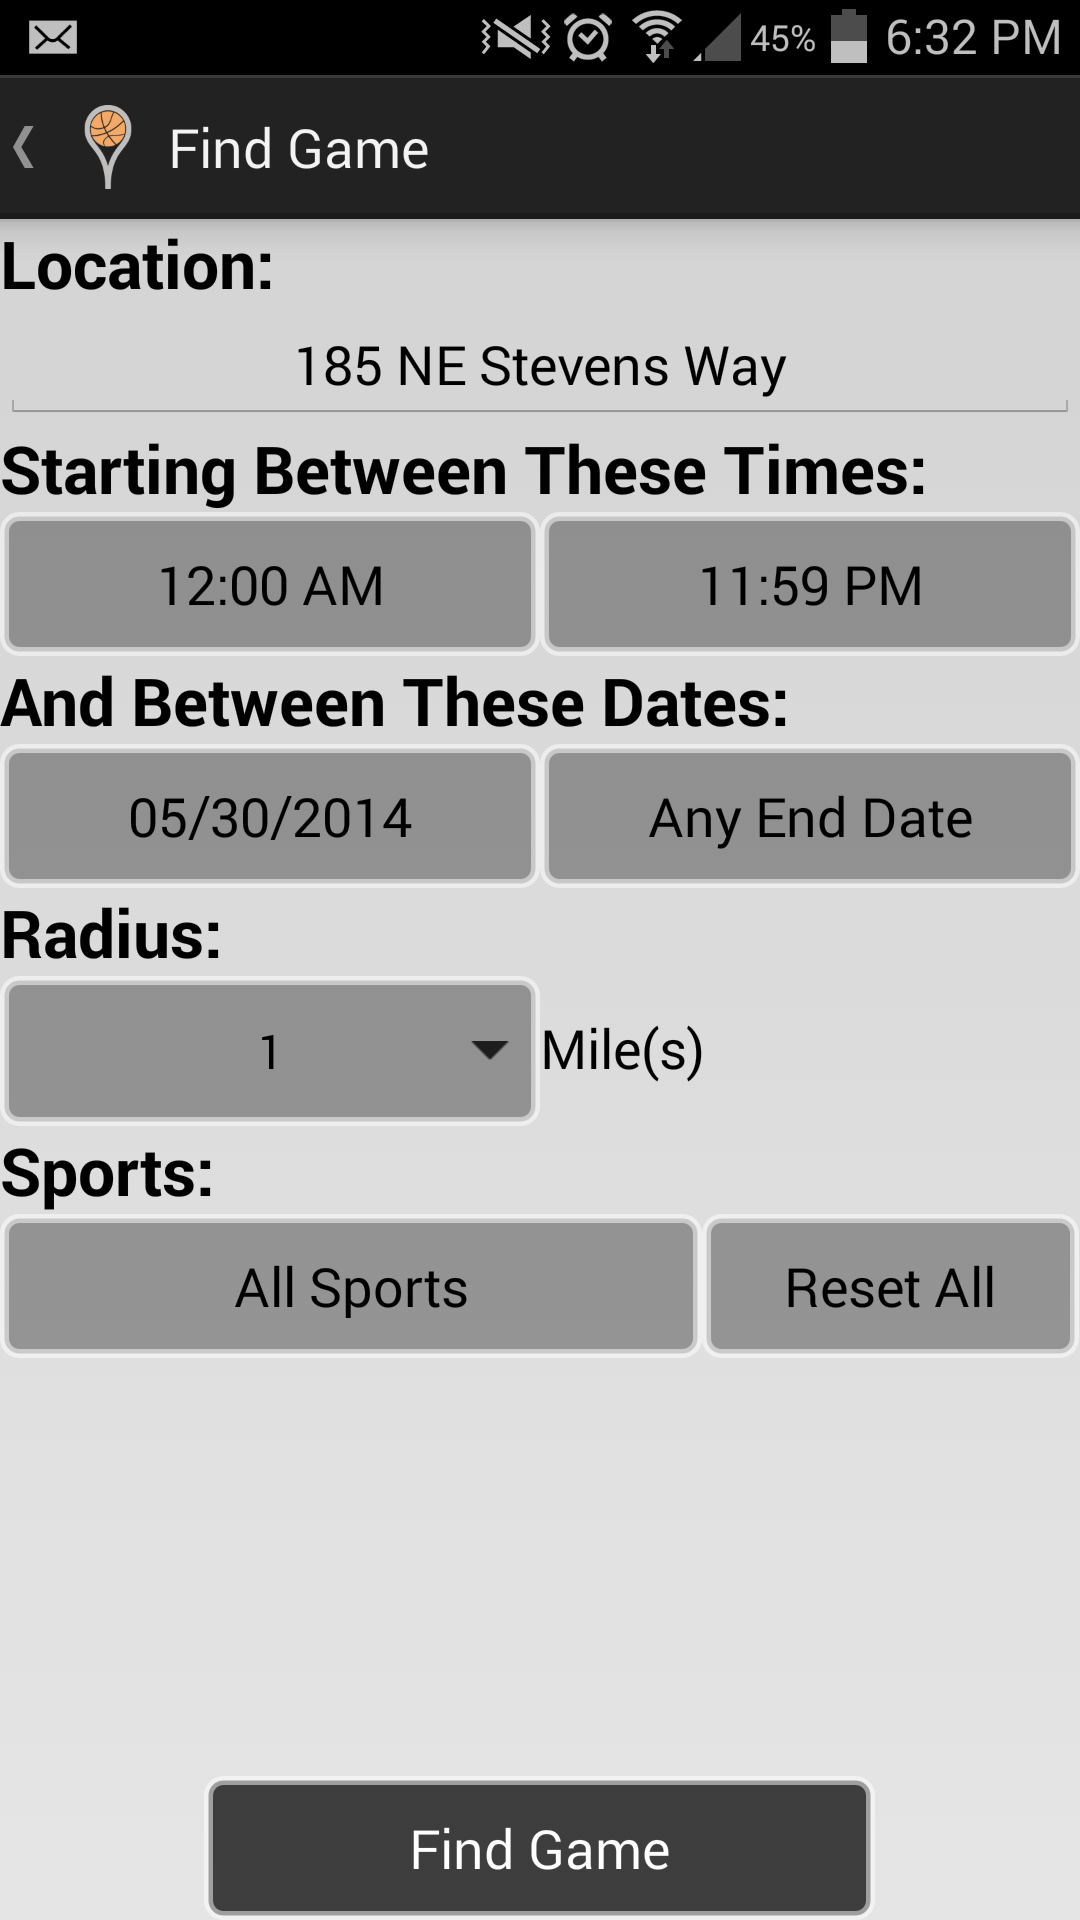 45% 6:32 PM
Find Game
Location:
185 NE Stevens Way
Starting Between These Times:
12:00 AM 11:59 PM
And Between These Dates:
05/30/2014 Any End Date
Radius:
1 Mile(s)
Sports:
All Sports Reset All
Find Game